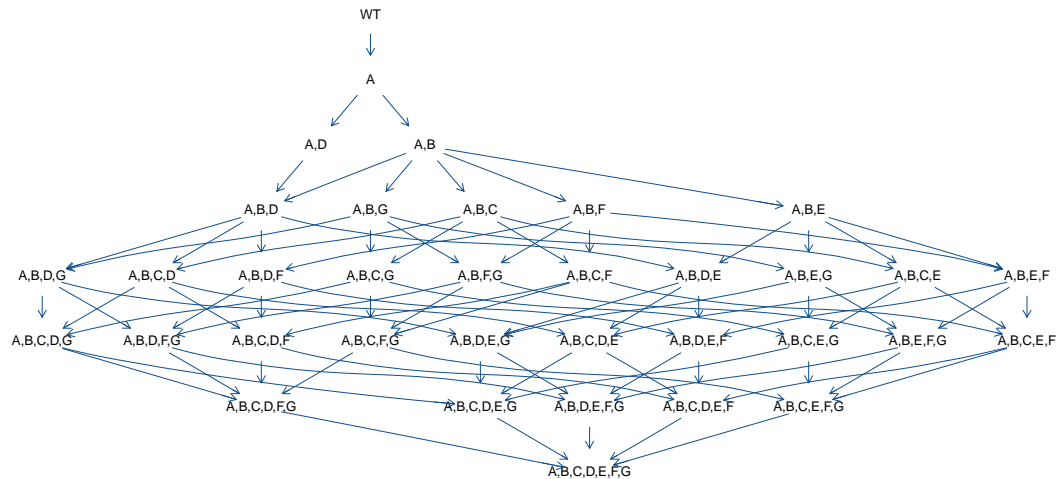 WT
A
A,D A,B
A,B,D A,B,G A,B,C A,B,F A,B,E
A,B,D,G A,B,C,D A,B,D,F A,B,C,G A,B,F,G A,B,C,F A,B,D,E A,B,E,G A,B,C,E A,B,E,F
A,B,C,D,G A,B,D,F,G A,B,C,D,F A,B,C,F,G A,B,D,E,G A,B,C,D,E A,B,D,E,F A,B,C,E,G A,B,E,F,G A,B,C,E,F
A,B,C,D,F,G A,B,C,D,E,G A,B,D,E,F,G A,B,C,D,E,F A,B,C,E,F,G
A,B,C,D,E,F,G